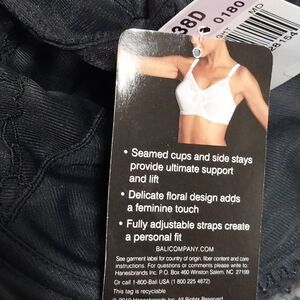 38D
0180
MD
• Seamed cups and side stays
provide ultimate support
and lift
• Delicate floral design adds
a feminine touch
• Fully adjustable straps create
a personal fit
BALICOMPANY.COM
See garment label for country of origin, fiber content and care
instructions. For questions or comments please write to:
Hanesbrands Inc. P.O. Box 460 Winston Salem, NC 27199
Or call 1-800-Bali USA (1 800 225 4872)
This tag is recyclable